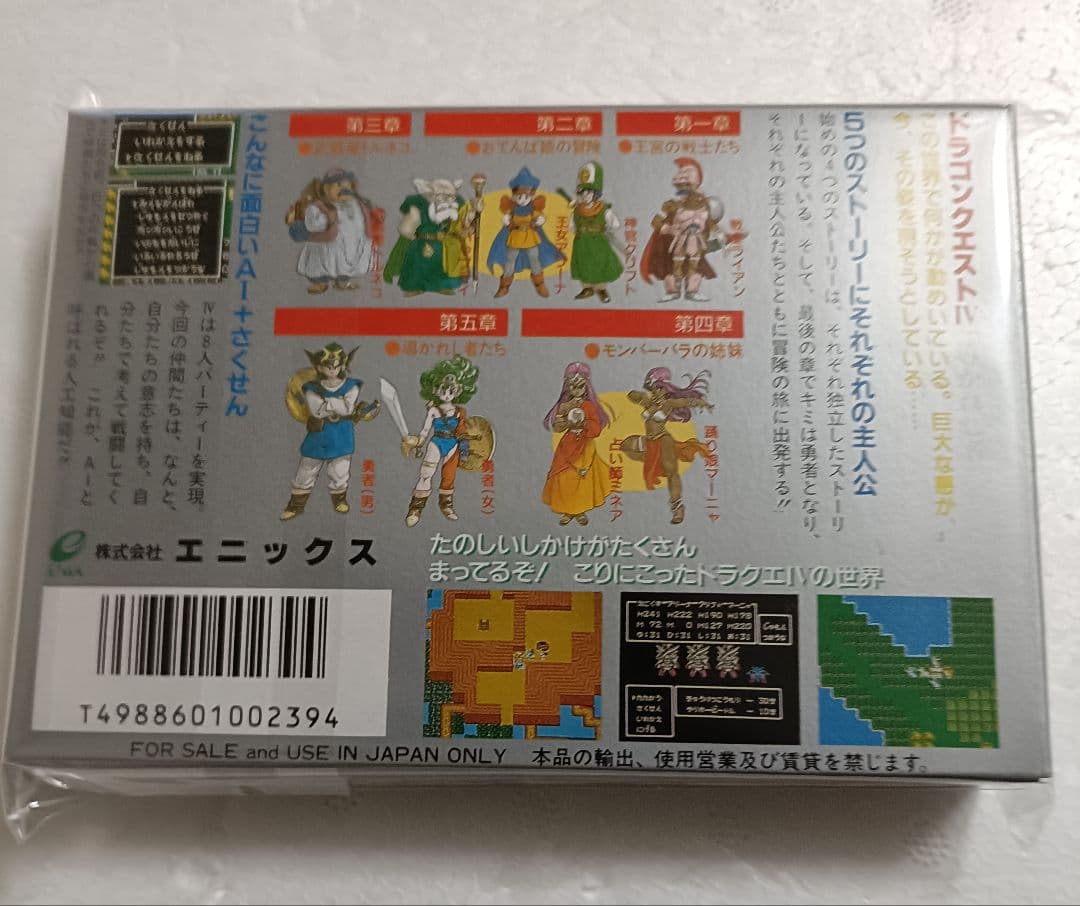 ドラゴンクエストIV
この世界で何かが動めいている。巨大な悪が、
今、その姿を現そうとしている……
5つのストーリーにそれぞれの主人公
始めの4つのストーリーは、それぞれ独立したストーリ
ーになっている。そして、最後の章でキミは勇者となり、
それぞれの主人公たちとともに冒険の旅に出発する!!
第一章
●王宮の戦士たち
ライアン
第二章
●おてんば姫の冒険
神官クリフト
王女アリーナ
第三章
●武器屋トルネコ
第四章
●モンバーバラの姉妹
踊り娘マーニャ
占い師ミネア
第五章
●導かれし者たち
勇者(女)
勇者(男)
こんなに面白いAI+さくせん
IVは8人パーティーを実現。
今回の仲間たちは、なんと、
自分たちの意志を持ち、自
分たちで考えて戦闘してく
れるぞ!! これが、AIと
呼ばれる人工知能だ!!
株式会社 エニックス
たのしいしかけがたくさん
まってるぞ! こりにこったドラクエIVの世界
H241 H222 H190 H178
M 72 M 0 M127 M220
T4988601002394
FOR SALE and USE IN JAPAN ONLY 本品の輸出、使用営業及び賃貸を禁じます。